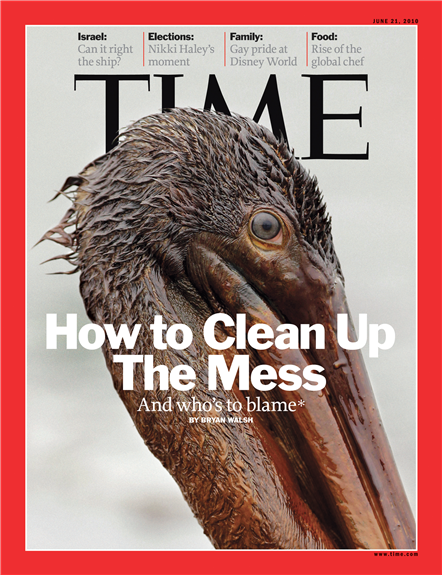 JUNE 21, 2010
Israel:
Can it right
the ship?
Elections:
Nikki Haley's
moment
Family:
Gay pride at
Disney World
Food:
Rise of the
global chef
TIME
How to Clean Up
The Mess
And who's to blame*
BY BRYAN WALSH
www.time.com